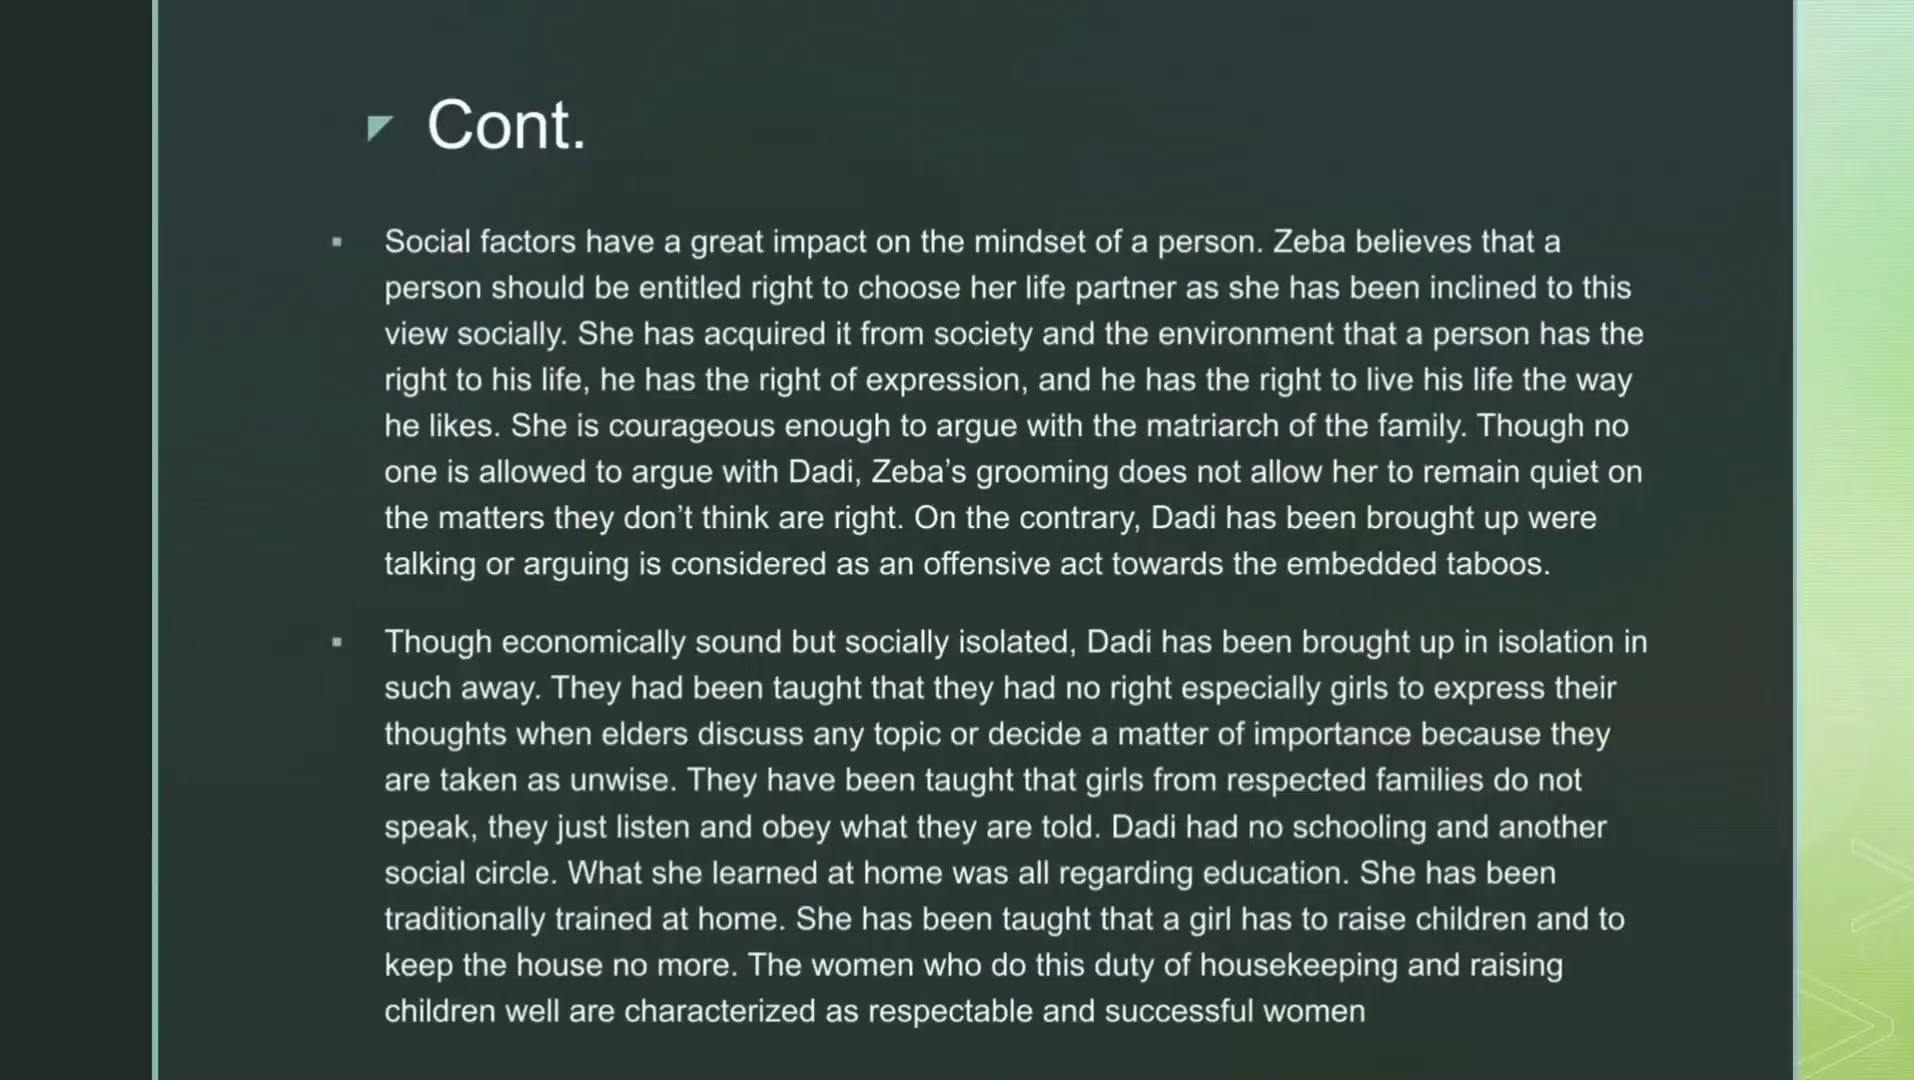 Cont.
Social factors have a great impact on the mindset of a person. Zeba believes that a
person should be entitled right to choose her life partner as she has been inclined to this
view socially. She has acquired it from society and the environment that a person has the
right to his life, he has the right of expression, and he has the right to live his life the way
he likes. She is courageous enough to argue with the matriarch of the family. Though no
one is allowed to argue with Dadi, Zeba’s grooming does not allow her to remain quiet on
the matters they don’t think are right. On the contrary, Dadi has been brought up were
talking or arguing is considered as an offensive act towards the embedded taboos.
Though economically sound but socially isolated, Dadi has been brought up in isolation in
such away. They had been taught that they had no right especially girls to express their
thoughts when elders discuss any topic or decide a matter of importance because they
are taken as unwise. They have been taught that girls from respected families do not
speak, they just listen and obey what they are told. Dadi had no schooling and another
social circle. What she learned at home was all regarding education. She has been
traditionally trained at home. She has been taught that a girl has to raise children and to
keep the house no more. The women who do this duty of housekeeping and raising
children well are characterized as respectable and successful women